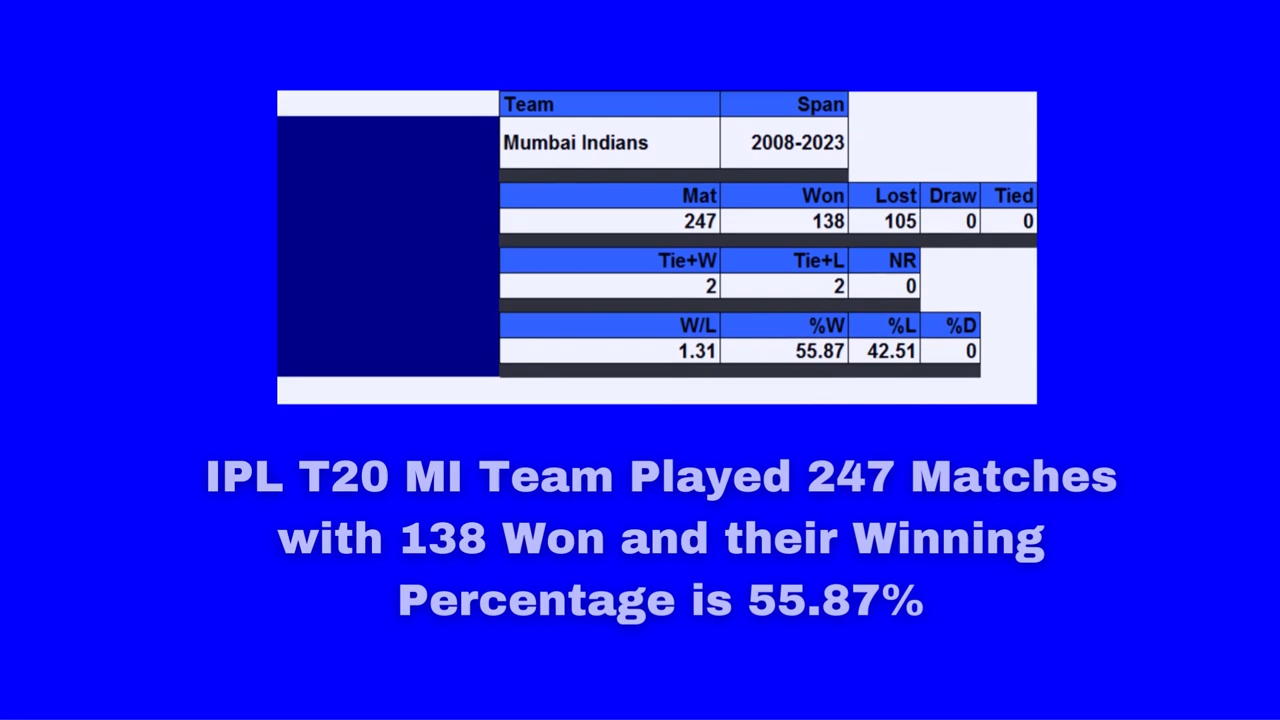 Team Span
Mumbai Indians 2008-2023
Mat Won Lost Draw Tied
247 138 105 0 0
Tie+W Tie+L NR
2 2 0
W/L %W %L %D
1.31 55.87 42.51 0
IPL T20 MI Team Played 247 Matches
with 138 Won and their Winning
Percentage is 55.87%